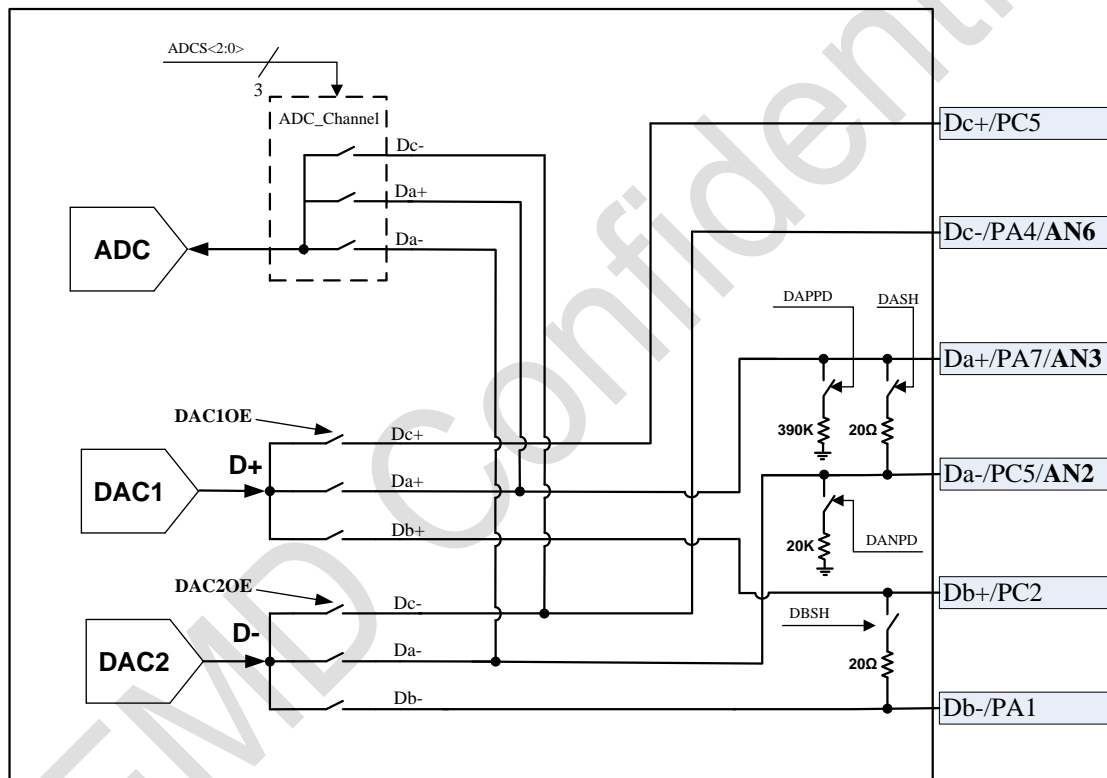 ADCS<2:0>
3
ADC_Channel
Dc-
Da+
Da-
ADC
Dc+/PC5
Dc-/PA4/AN6
DAPPD
DASH
Da+/PA7/AN3
390K
20Ω
Da-/PC5/AN2
DAC1OE
D+
Dc+
DAC1
Da+
Db+
DANPD
20K
DAC2OE
D-
Dc-
DAC2
Da-
Db-
Db+/PC2
DBSH
20Ω
Db-/PA1
FMD Confidenti